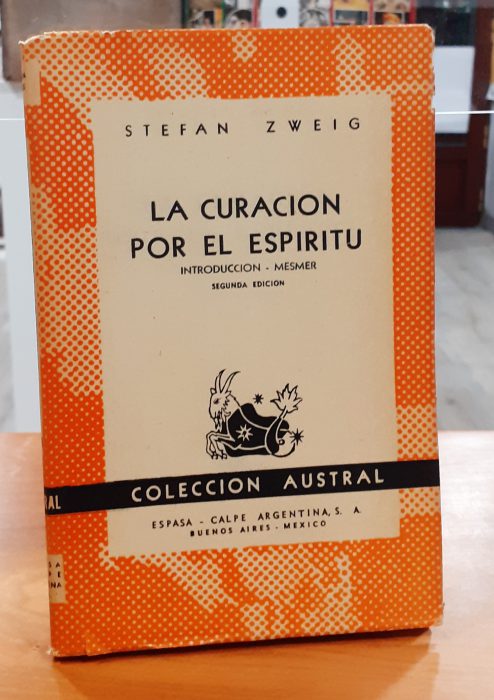 STEFAN ZWEIG
LA CURACION
POR EL ESPIRITU
INTRODUCCION - MESMER
SEGUNDA EDICION
COLECCION AUSTRAL
ESPASA - CALPE ARGENTINA, S. A.
BUENOS AIRES - MEXICO
RAL